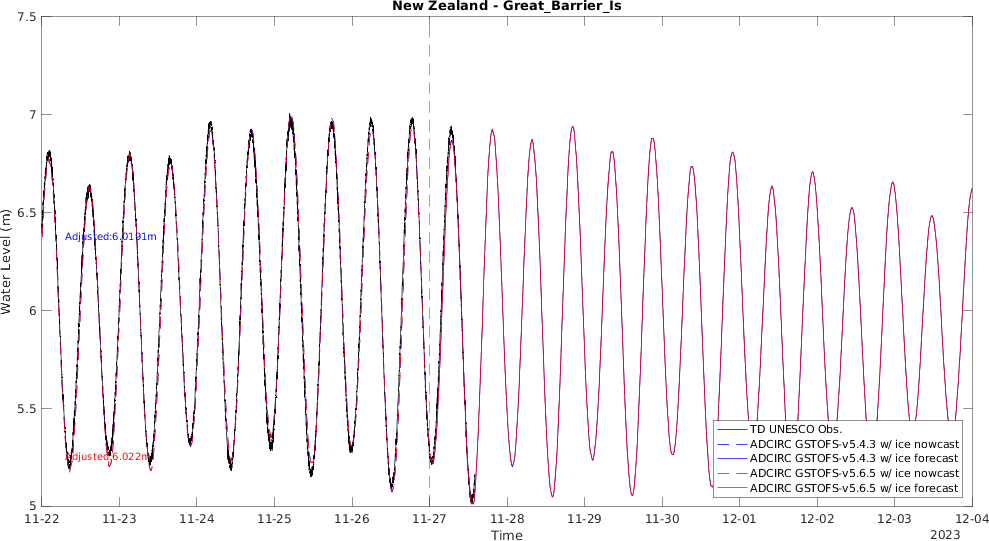 New Zealand - Great_Barrier_Is
7.5
7
6.5
6
5.5
5
Water Level (m)
Adjusted:6.0191m
Adjusted:6.022m
TD UNESCO Obs.
ADCIRC GSTOFS-v5.4.3 w/ ice nowcast
ADCIRC GSTOFS-v5.4.3 w/ ice forecast
ADCIRC GSTOFS-v5.6.5 w/ ice nowcast
ADCIRC GSTOFS-v5.6.5 w/ ice forecast
11-22 11-23 11-24 11-25 11-26 11-27 11-28 11-29 11-30 12-01 12-02 12-03 12-04
Time
2023